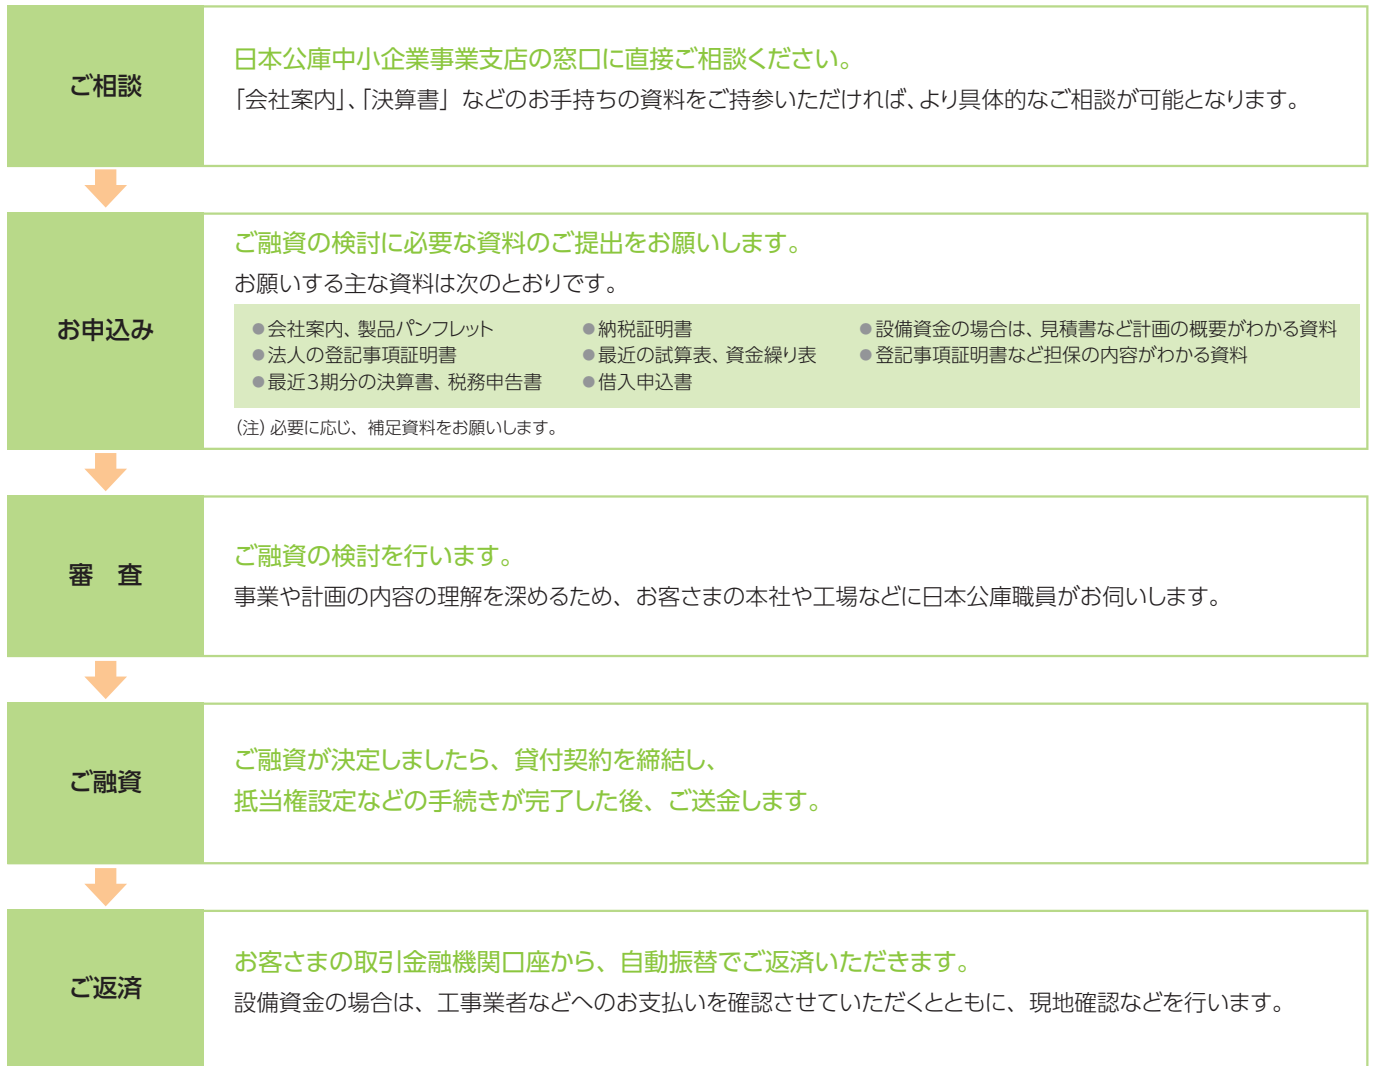 ご相談
日本公庫中小企業事業支店の窓口に直接ご相談ください。
「会社案内」、「決算書」などのお手持ちの資料をご持参いただければ、より具体的なご相談が可能となります。
お申込み
ご融資の検討に必要な資料のご提出をお願いします。
お願いする主な資料は次のとおりです。
●会社案内、製品パンフレット
●法人の登記事項証明書
●最近3期分の決算書、税務申告書
●納税証明書
●最近の試算表、資金繰り表
●借入申込書
●設備資金の場合は、見積書など計画の概要がわかる資料
●登記事項証明書など担保の内容がわかる資料
(注)必要に応じ、補足資料をお願いします。
審　査
ご融資の検討を行います。
事業や計画の内容の理解を深めるため、お客さまの本社や工場などに日本公庫職員がお伺いします。
ご融資
ご融資が決定しましたら、貸付契約を締結し、
抵当権設定などの手続きが完了した後、ご送金します。
ご返済
お客さまの取引金融機関口座から、自動振替でご返済いただきます。
設備資金の場合は、工事業者などへのお支払いを確認させていただくとともに、現地確認などを行います。